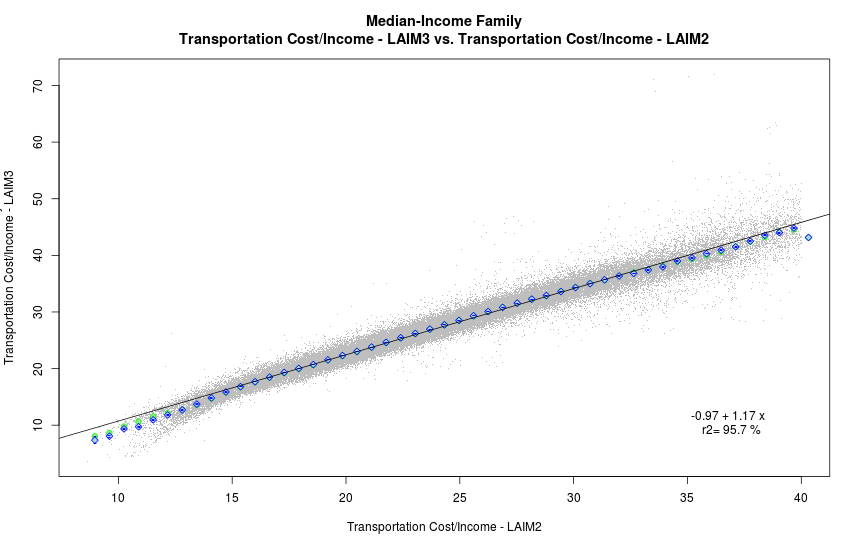 Median-Income Family
Transportation Cost/Income - LAIM3 vs. Transportation Cost/Income - LAIM2
Transportation Cost/Income - LAIM3
70
60
50
40
30
20
10
-0.97 + 1.17 x
r2= 95.7 %
10 15 20 25 30 35 40
Transportation Cost/Income - LAIM2